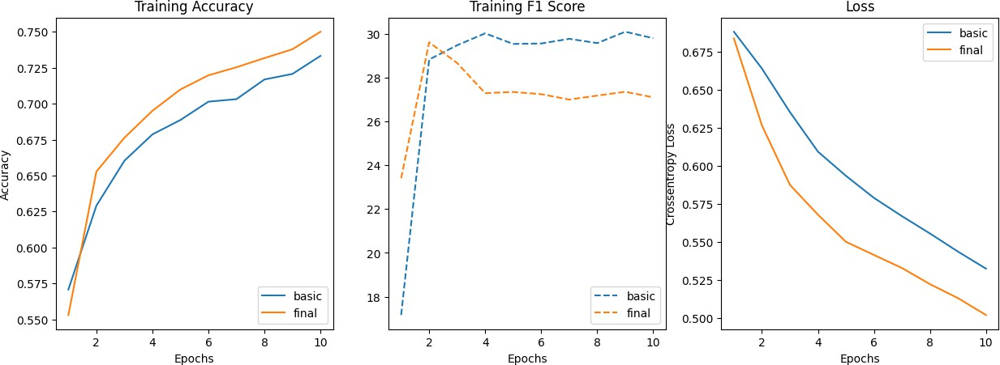 Training Accuracy
0.750
0.725
0.700
0.675
0.650
0.625
0.600
0.575
0.550
Accuracy
2
4
6
8
10
Epochs
basic
final
Training F1 Score
30
28
26
24
22
20
18
2
4
6
8
10
Epochs
basic
final
Loss
0.675
0.650
0.625
0.600
0.575
0.550
0.525
0.500
Crossentropy Loss
2
4
6
8
10
Epochs
basic
final